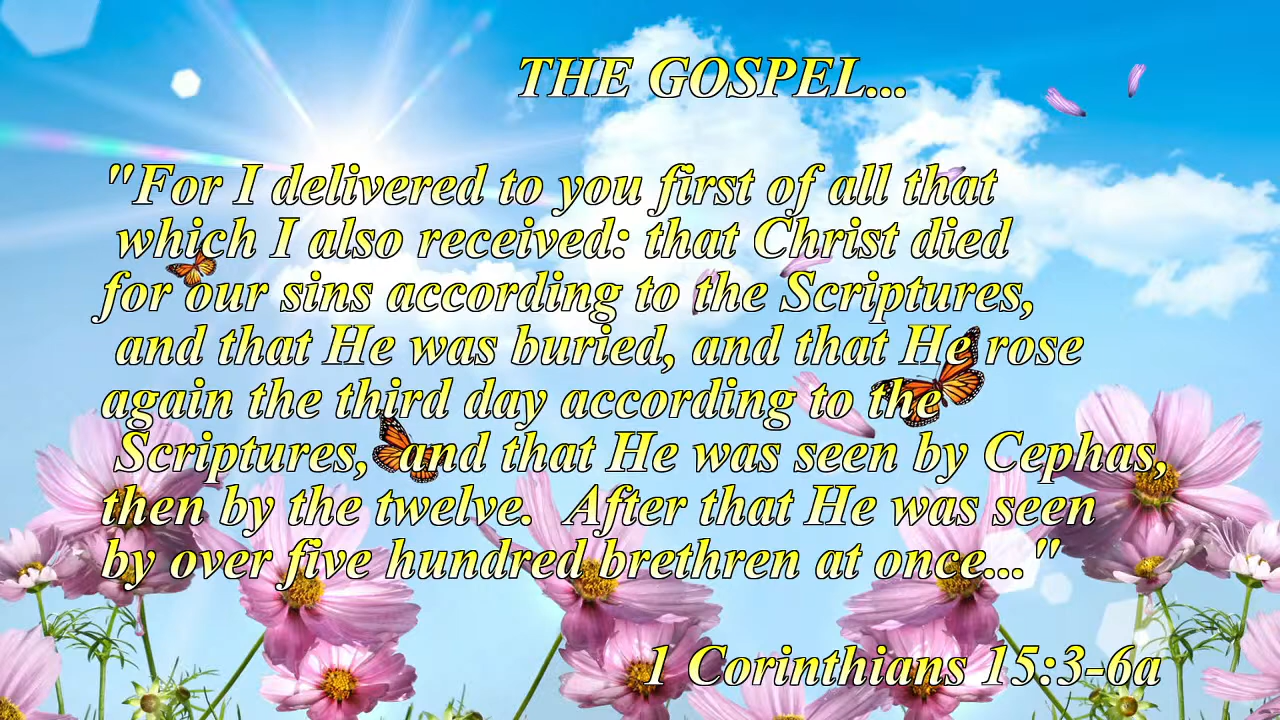 THE GOSPEL...
"For I delivered to you first of all that
which I also received: that Christ died
for our sins according to the Scriptures,
and that He was buried, and that He rose
again the third day according to the
Scriptures, and that He was seen by Cephas,
then by the twelve. After that He was seen
by over five hundred brethren at once..."
1 Corinthians 15:3-6a